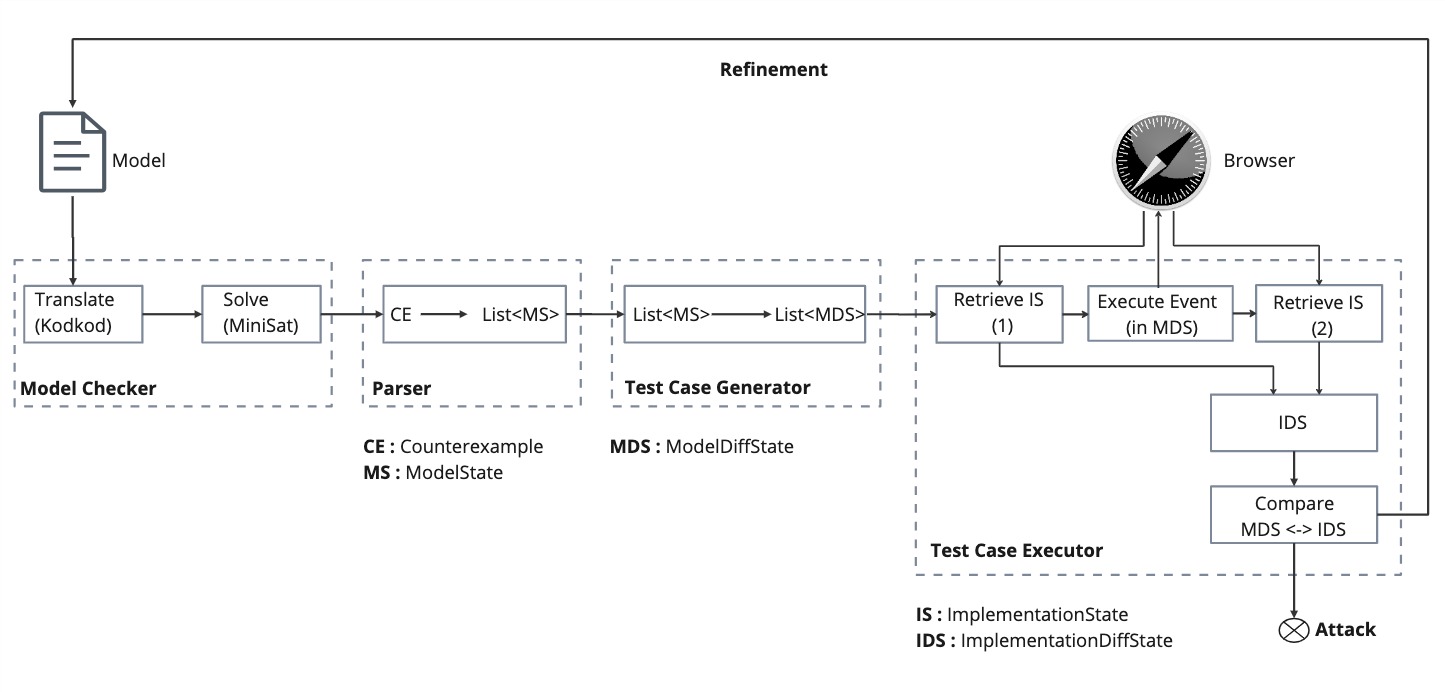 Refinement
Model
Browser
Translate
(Kodkod)
Solve
(MiniSat)
Model Checker
CE
List<MS>
Parser
List<MS>
List<MDS>
Test Case Generator
Retrieve IS
(1)
Execute Event
(in MDS)
Retrieve IS
(2)
IDS
Compare
MDS <-> IDS
Test Case Executor
CE : Counterexample
MS : ModelState
MDS : ModelDiffState
IS : ImplementationState
IDS : ImplementationDiffState
Attack